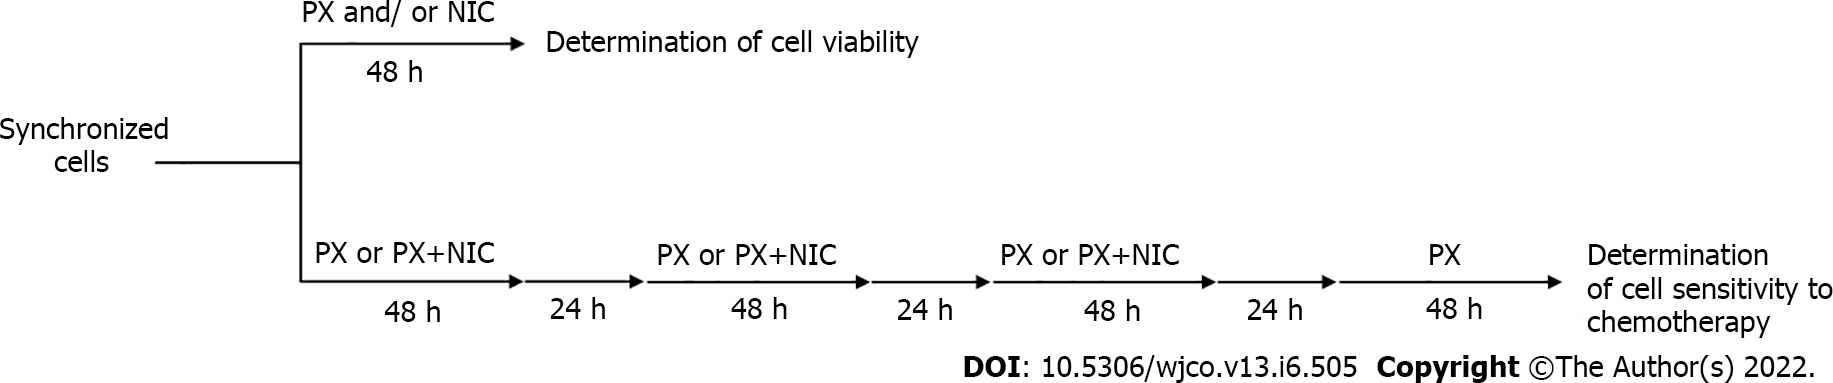 PX and/ or NIC
Determination of cell viability
48 h
Synchronized
cells
PX or PX+NIC
48 h
24 h
PX or PX+NIC
48 h
24 h
PX or PX+NIC
48 h
24 h
PX
48 h
Determination
of cell sensitivity to
chemotherapy
DOI: 10.5306/wjco.v13.i6.505 Copyright ©The Author(s) 2022.